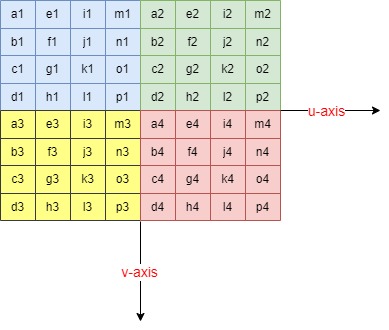 a1 e1 i1 m1 a2 e2 i2 m2
b1 f1 j1 n1 b2 f2 j2 n2
c1 g1 k1 o1 c2 g2 k2 o2
d1 h1 l1 p1 d2 h2 l2 p2
u-axis
a3 e3 i3 m3 a4 e4 i4 m4
b3 f3 j3 n3 b4 f4 j4 n4
c3 g3 k3 o3 c4 g4 k4 o4
d3 h3 l3 p3 d4 h4 l4 p4
v-axis